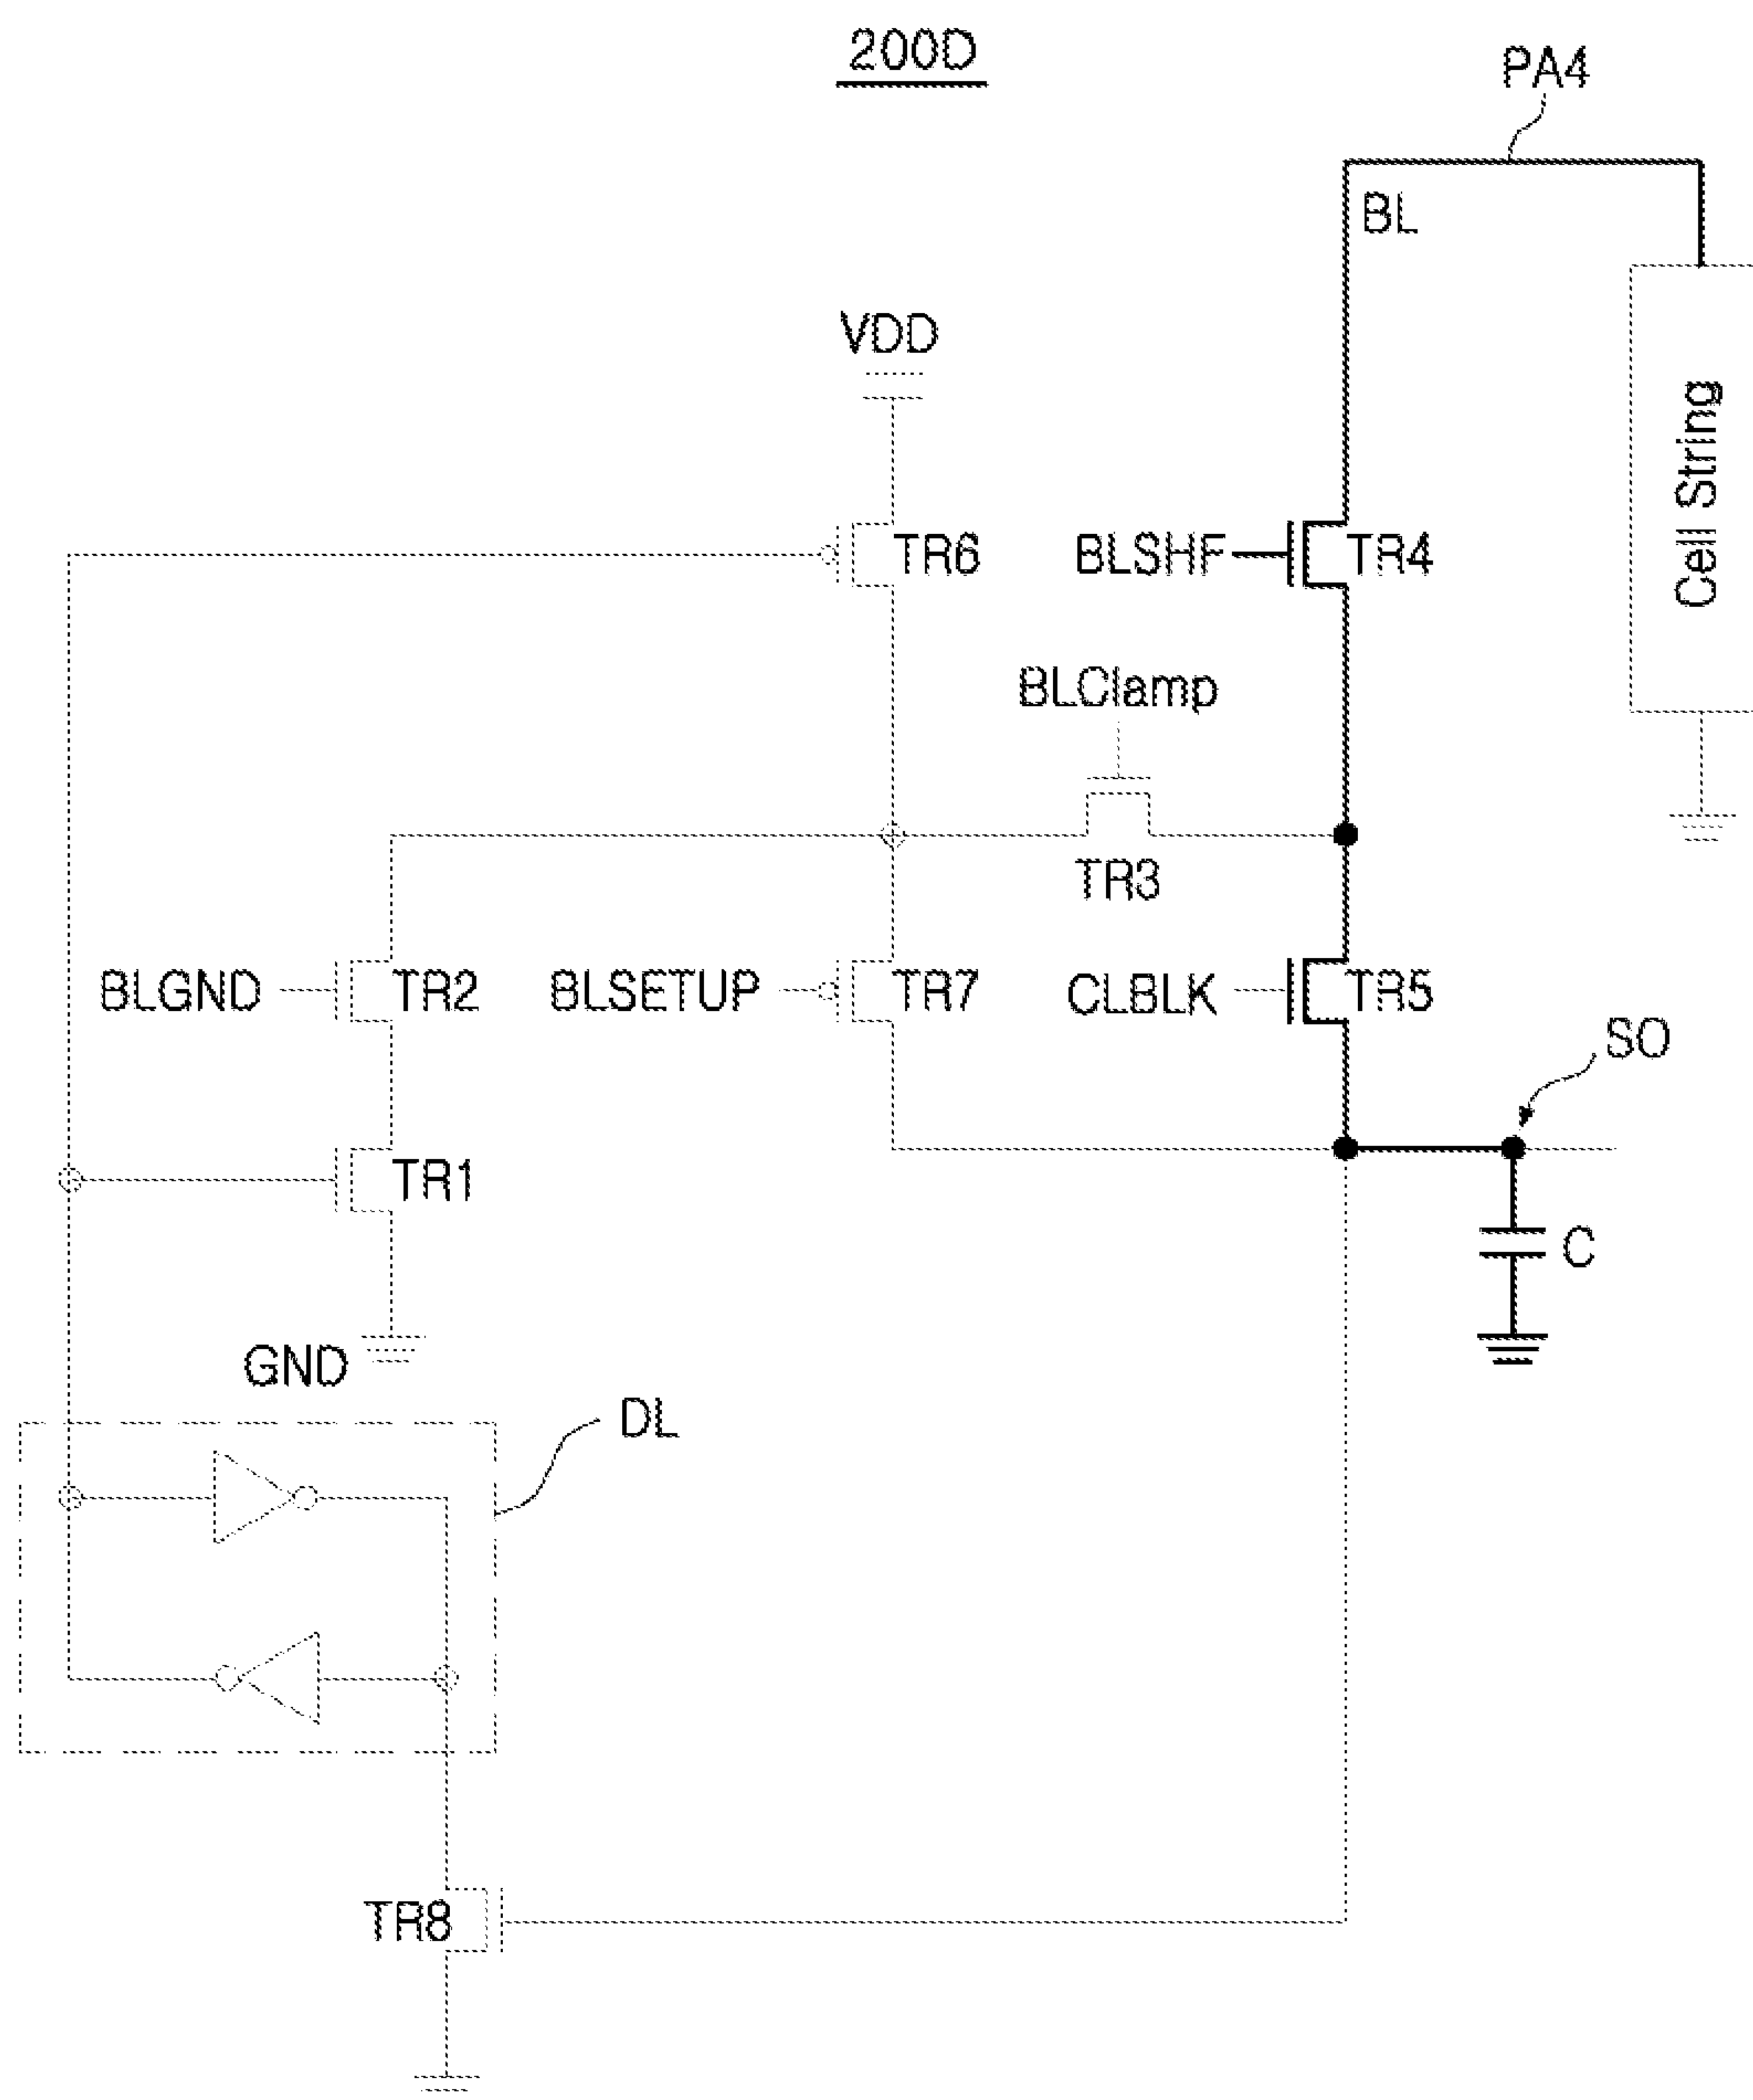 200D
PA4
BL
VDD
Cell String
TR6
BLSHF
TR4
BLClamp
TR3
BLGND
TR2
BLSETUP
TR7
CLBLK
TR5
SO
TR1
C
GND
DL
TR8